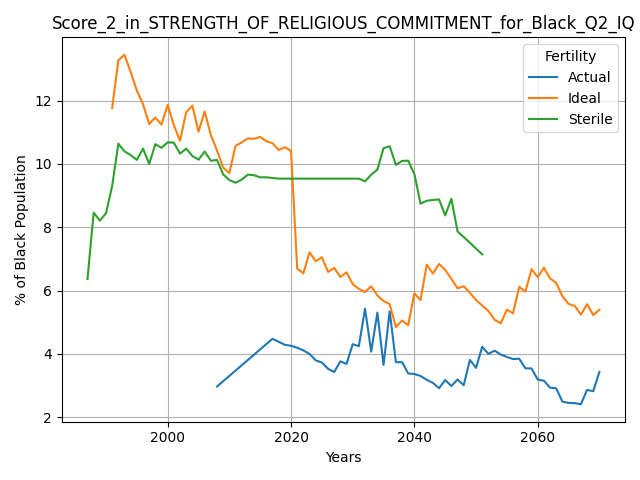 Score_2_in_STRENGTH_OF_RELIGIOUS_COMMITMENT_for_Black_Q2_IQ
Fertility
Actual
Ideal
Sterile
% of Black Population
12
10
8
6
4
2
2000
2020
2040
2060
Years